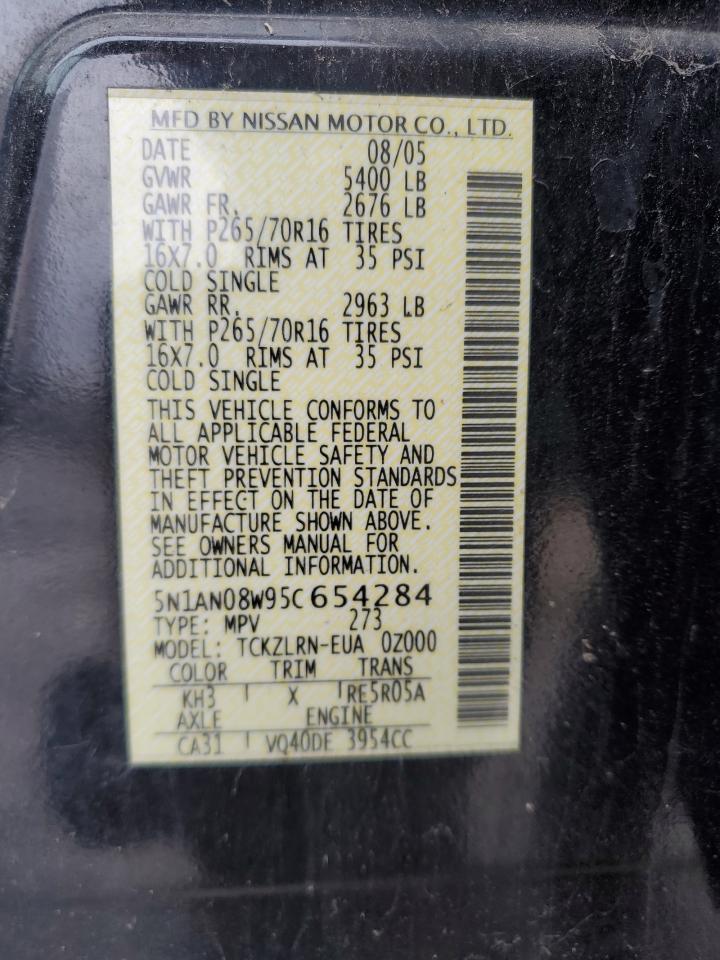 MFD BY NISSAN MOTOR CO., LTD.
DATE 08/05
GVWR 5400 LB
GAWR FR. 2676 LB
WITH P265/70R16 TIRES
16X7.0 RIMS AT 35 PSI
COLD SINGLE
GAWR RR. 2963 LB
WITH P265/70R16 TIRES
16X7.0 RIMS AT 35 PSI
COLD SINGLE
THIS VEHICLE CONFORMS TO
ALL APPLICABLE FEDERAL
MOTOR VEHICLE SAFETY AND
THEFT PREVENTION STANDARDS
IN EFFECT ON THE DATE OF
MANUFACTURE SHOWN ABOVE.
SEE OWNERS MANUAL FOR
ADDITIONAL INFORMATION.
5N1AN08W95C654284
TYPE: MPV 273
MODEL: TCKZLRN-EUA 0Z000
COLOR TRIM TRANS
KH3 X RE5R05A
AXLE ENGINE
CA31 VQ40DE 3954CC